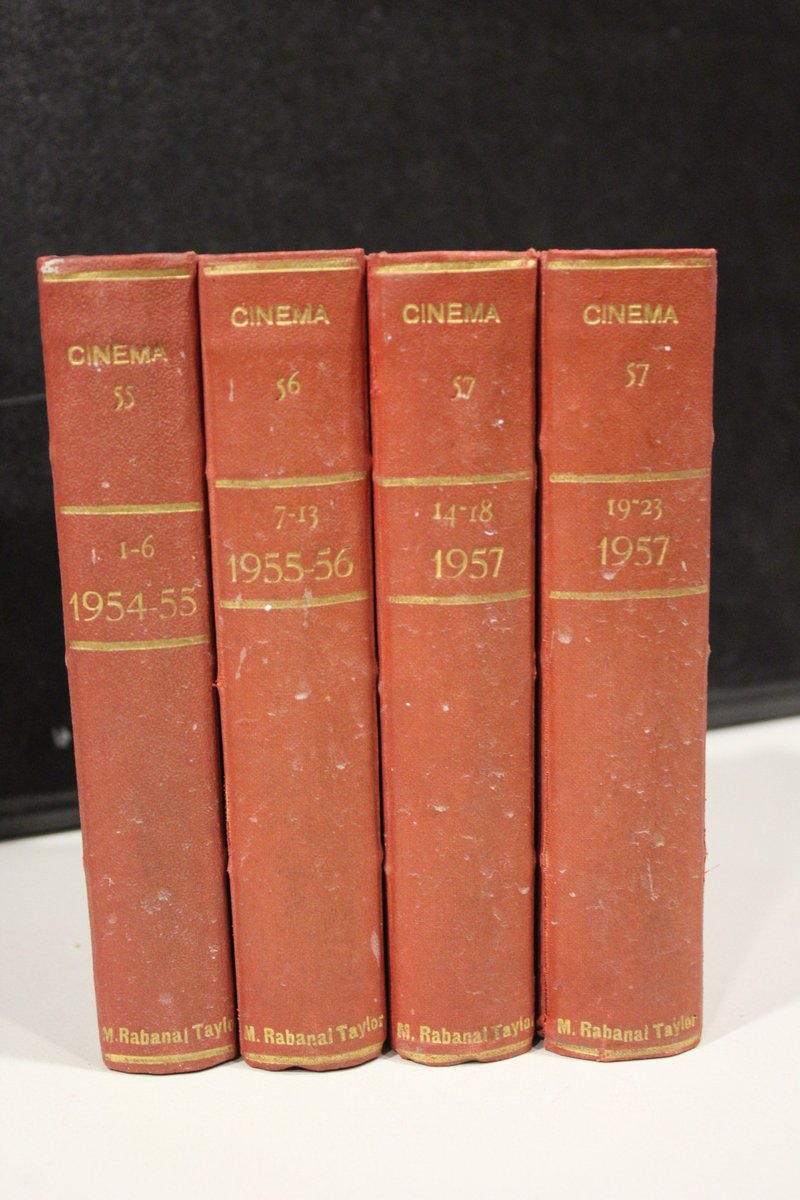 CINEMA
55
1-6
1954-55
M. Rabanal Taylor
CINEMA
56
7-13
1955-56
M. Rabanal Taylor
CINEMA
57
14-18
1957
M. Rabanal Taylor
CINEMA
57
19-23
1957
M. Rabanal Taylor